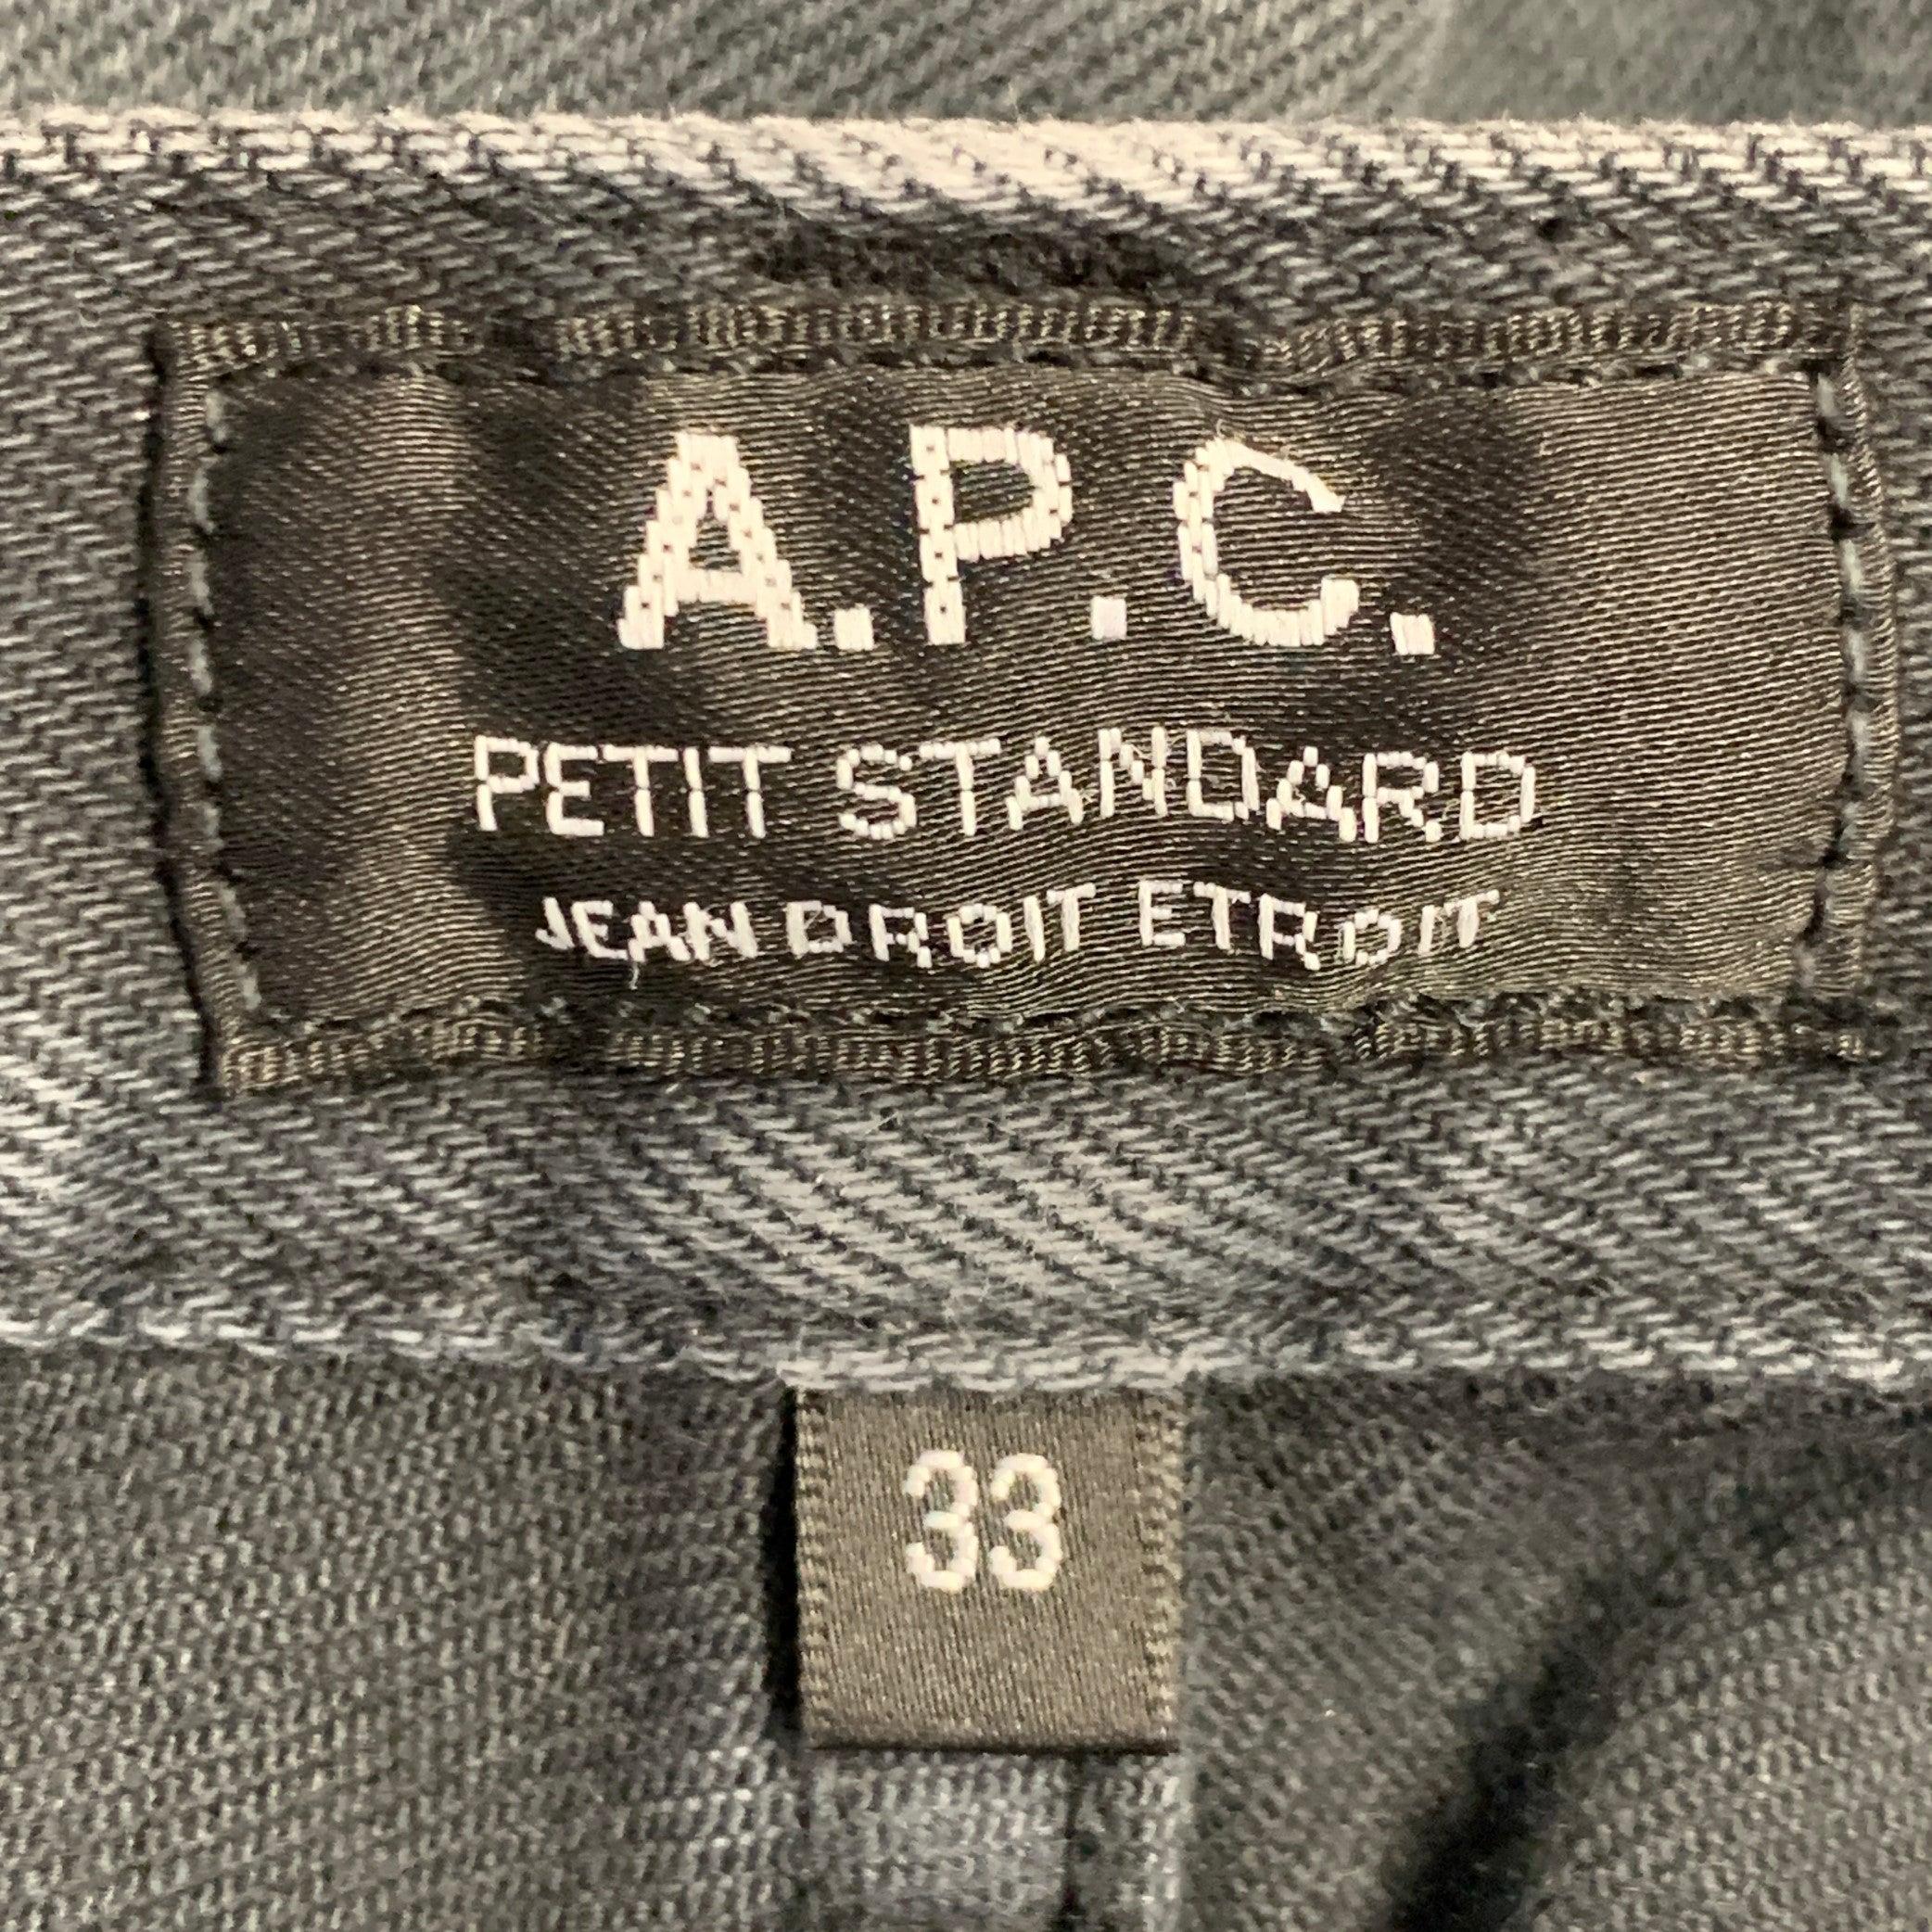 A.P.C.
PETIT STANDARD
JEAN DROIT ETROIT
33